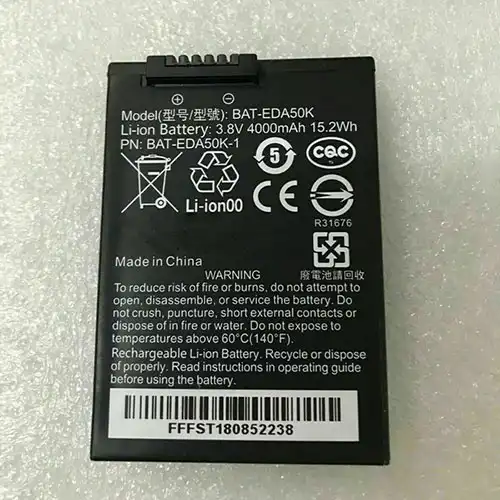 + −
Model(型号/型號): BAT-EDA50K
Li-ion Battery: 3.8V 4000mAh 15.2Wh
PN: BAT-EDA50K-1
5 CQC
Li-ion00 CE
R31676
Made in China
廢電池請回收
WARNING
To reduce risk of fire or burns, do not attempt to
open, disassemble, or service the battery. Do
not crush, puncture, short external contacts or
dispose of in fire or water. Do not expose to
temperatures above 60°C(140°F).
Rechargeable Li-ion Battery. Recycle or dispose
of properly. Read instructions in operating guide
before using the battery.
FFFST180852238